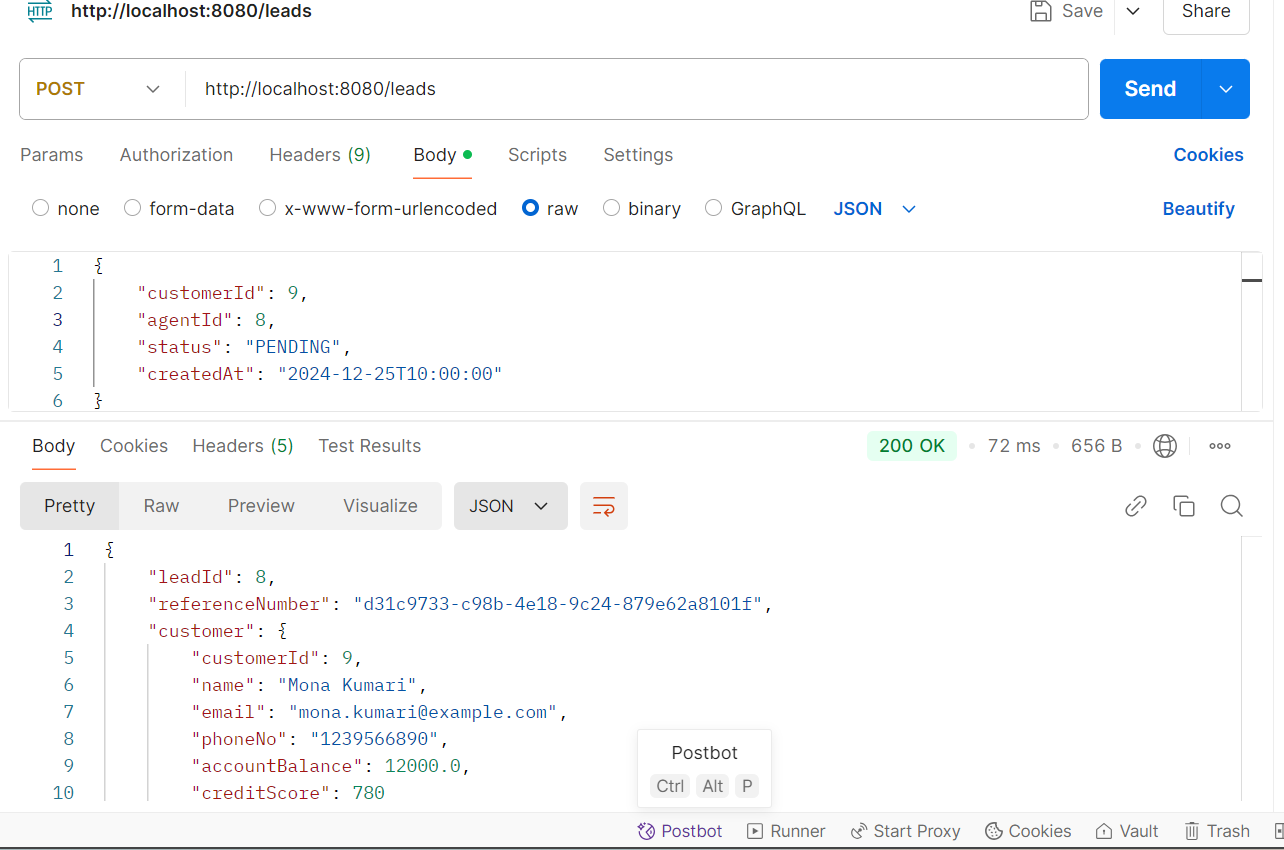 HTTP http://localhost:8080/leads Save Share
POST http://localhost:8080/leads Send
Params Authorization Headers (9) Body Scripts Settings Cookies
none form-data x-www-form-urlencoded raw binary GraphQL JSON Beautify
1 {
2 "customerId": 9,
3 "agentId": 8,
4 "status": "PENDING",
5 "createdAt": "2024-12-25T10:00:00"
6 }
Body Cookies Headers (5) Test Results 200 OK 72 ms 656 B
Pretty Raw Preview Visualize JSON
1 {
2 "leadId": 8,
3 "referenceNumber": "d31c9733-c98b-4e18-9c24-879e62a8101f",
4 "customer": {
5 "customerId": 9,
6 "name": "Mona Kumari",
7 "email": "mona.kumari@example.com",
8 "phoneNo": "1239566890",
9 "accountBalance": 12000.0,
10 "creditScore": 780
Postbot
Ctrl Alt P
Postbot Runner Start Proxy Cookies Vault Trash